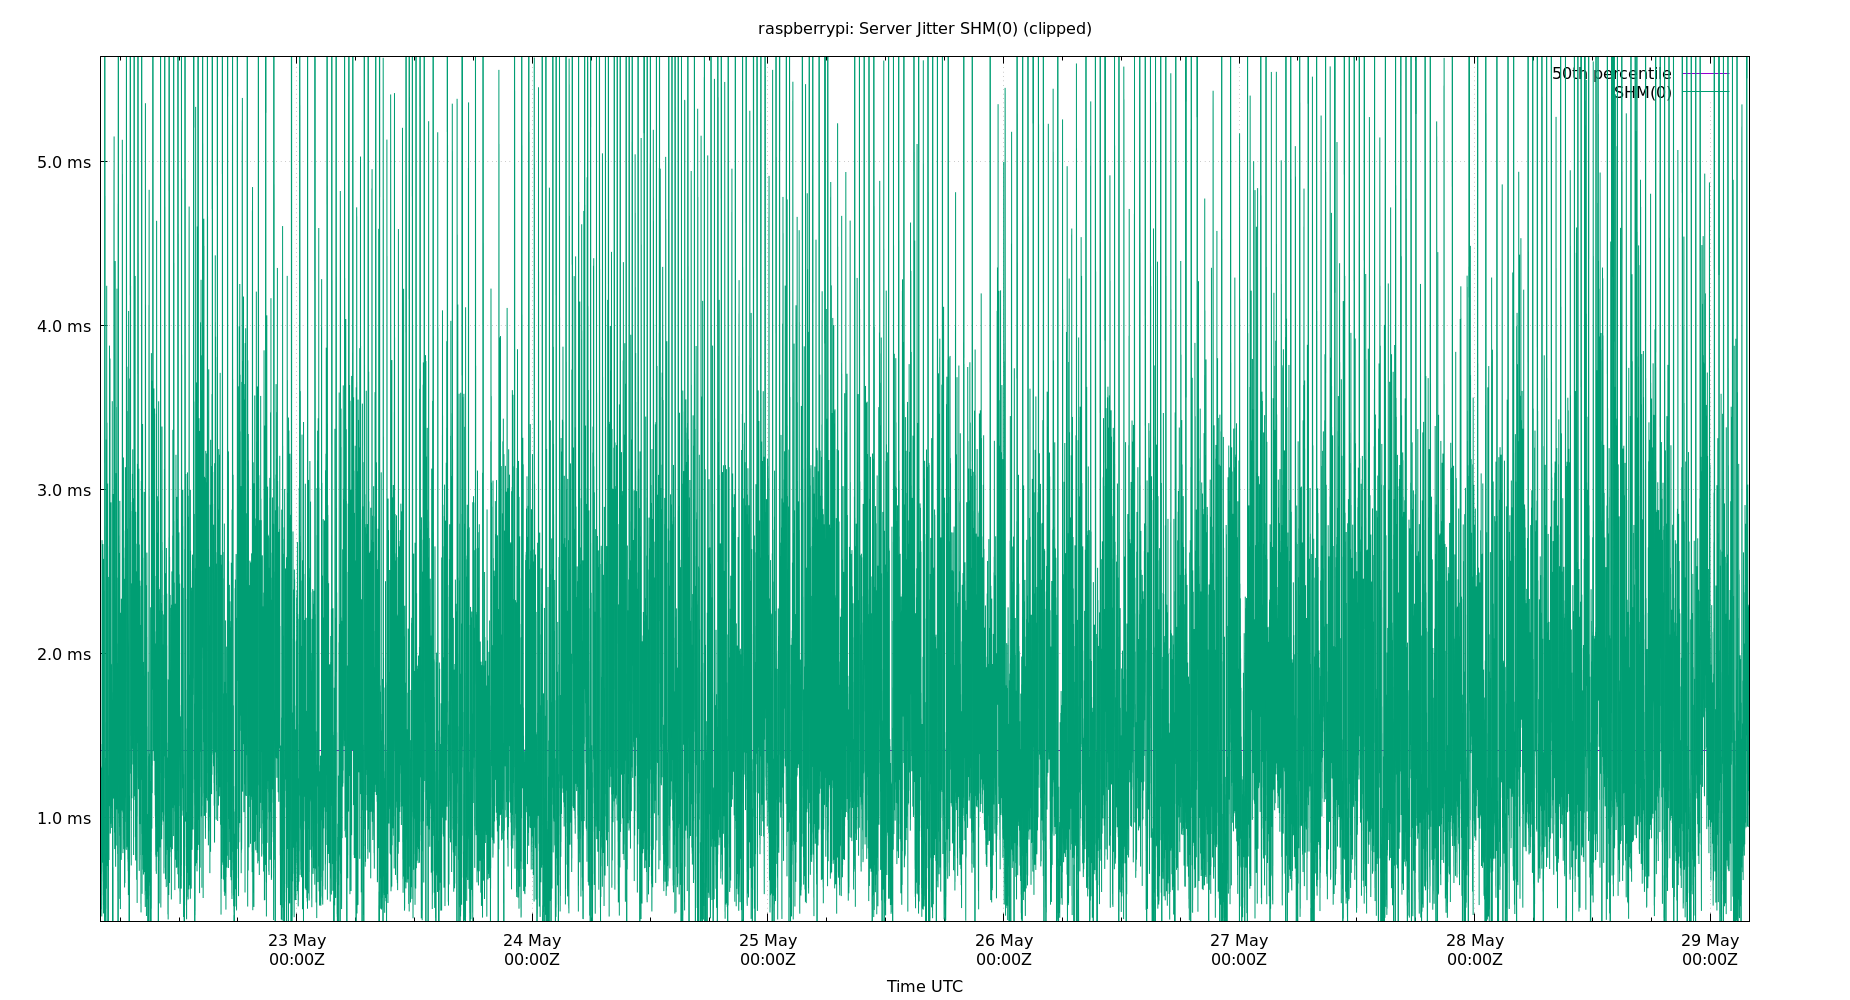 raspberrypi: Server Jitter SHM(0) (clipped)
50th percentile
SHM(0)
5.0 ms
4.0 ms
3.0 ms
2.0 ms
1.0 ms
23 May 24 May 25 May 26 May 27 May 28 May 29 May
00:00Z 00:00Z 00:00Z 00:00Z 00:00Z 00:00Z 00:00Z
Time UTC